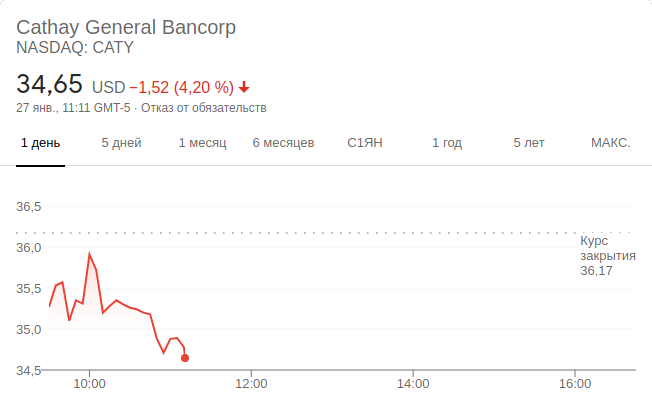 Cathay General Bancorp
NASDAQ: CATY
34,65 USD −1,52 (4,20 %)
27 янв., 11:11 GMT-5 · Отказ от обязательств
1 день 5 дней 1 месяц 6 месяцев С1ЯН 1 год 5 лет МАКС.
36,5
36,0
35,5
35,0
34,5
Курс
закрытия
36,17
10:00 12:00 14:00 16:00